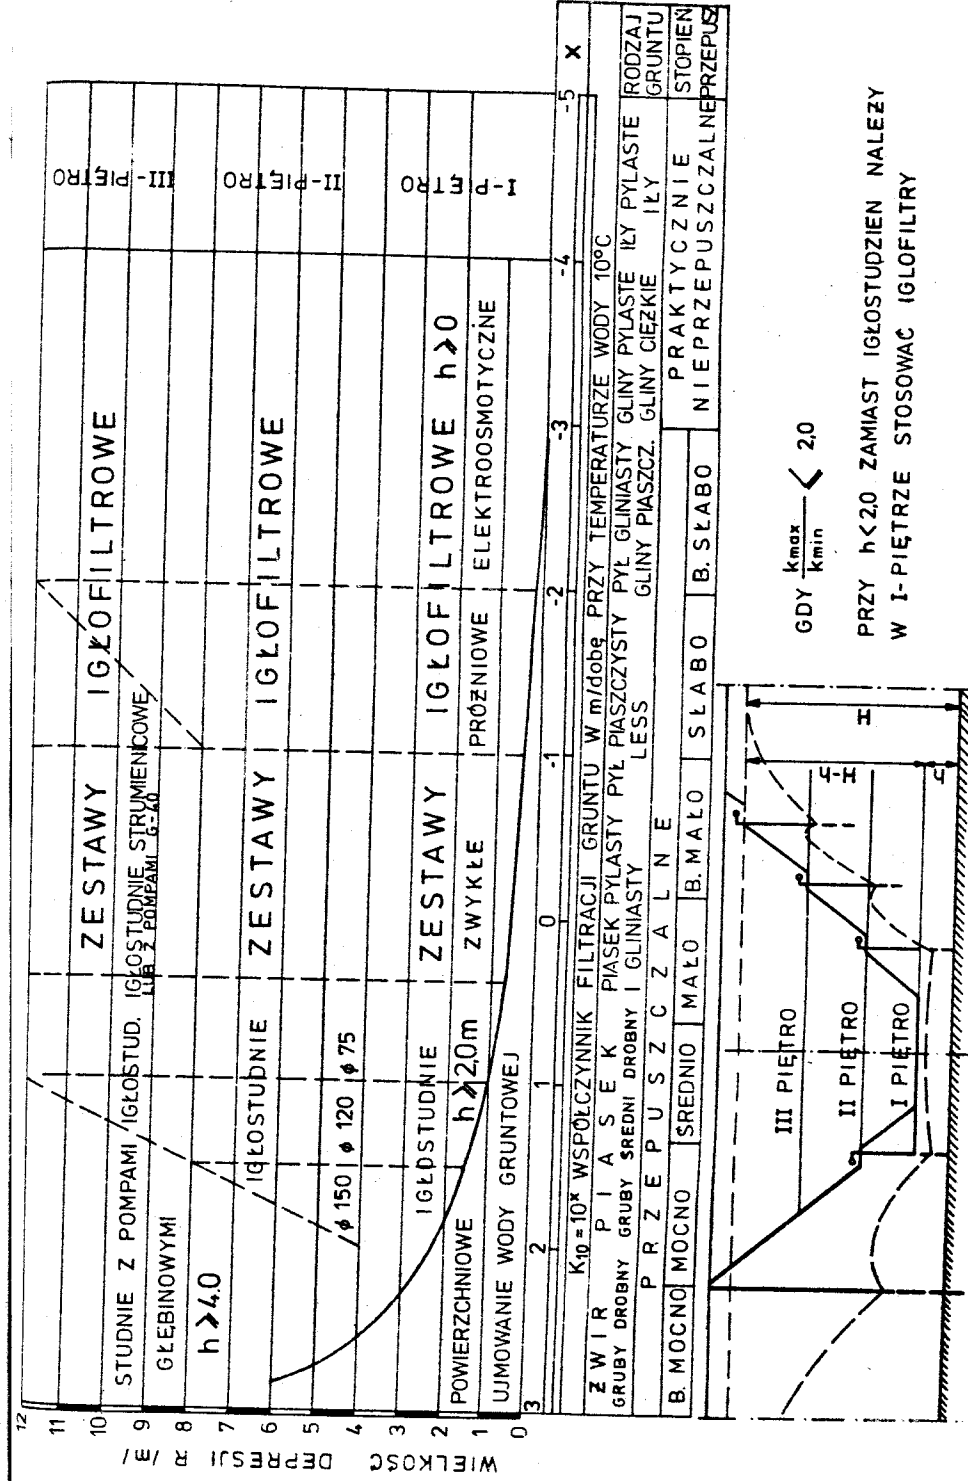 WIELKOŚĆ
DEPRESJI R /m/
12
11
10
9
8
7
6
5
4
3
2
1
0
STUDNIE Z POMPAMI
GŁĘBINOWYMI
h ⩾ 4.0
IGŁOSTUD. IGŁOSTUDNIE STRUMIENICOWE
LUB Z POMPAMI G-40
ZESTAWY IGŁOFILTROWE
III-PIĘTRO
IGŁOSTUDNIE
ZESTAWY IGŁOFILTROWE
II-PIĘTRO
ϕ 150 ϕ 120 ϕ 75
IGŁOSTUDNIE
h ⩾ 2,0m
ZESTAWY IGŁOFILTROWE h ⩾ 0
I-PIĘTRO
POWIERZCHNIOWE
UJMOWANIE WODY GRUNTOWEJ
ZWYKŁE
PRÓŻNIOWE
ELEKTROOSMOTYCZNE
3 2 1 0 -1 -2 -3 -4 -5 X
K10 = 10ˣ WSPÓŁCZYNNIK FILTRACJI GRUNTU W m/dobę PRZY TEMPERATURZE WODY 10°C
ŻWIR PIASEK PIASEK PYLASTY PYŁ PIASZCZYSTY PYŁ GLINIASTY GLINY PYLASTE IŁY PYLASTE RODZAJ
GRUBY DROBNY GRUBY ŚREDNI DROBNY I GLINIASTY LESS GLINY PIASZCZ. GLINY CIĘŻKIE IŁY GRUNTU
PRZEPUSZCZALNE PRAKTYCZNIE STOPIEŃ
B. MOCNO MOCNO ŚREDNIO MAŁO B. MAŁO SŁABO B. SŁABO NIEPRZEPUSZCZALNE PRZEPUSZ
III PIĘTRO
II PIĘTRO
I PIĘTRO
H-h
h
H
GDY kmax
kmin < 2,0
PRZY h < 2,0 ZAMIAST IGŁOSTUDZIEN NALEŻY
W I-PIĘTRZE STOSOWAĆ IGŁOFILTRY